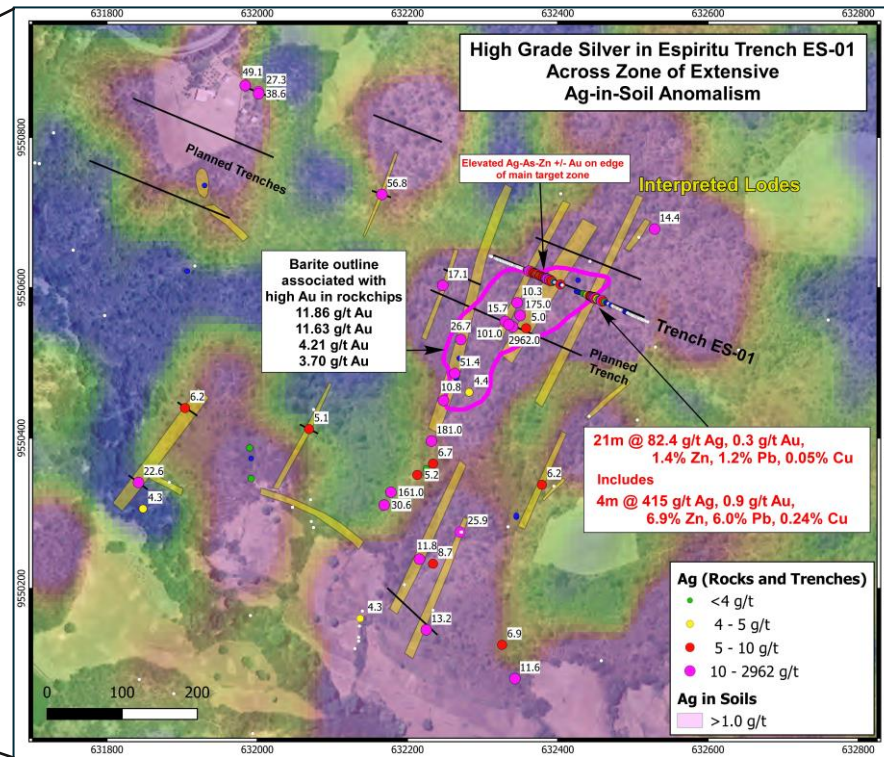 631800 632000 632200 632400 632600 632800
High Grade Silver in Espiritu Trench ES-01
Across Zone of Extensive
Ag-in-Soil Anomalism
49.1
27.3
38.6
9550800
9550800
Planned Trenches
Elevated Ag-As-Zn +/- Au on edge
of main target zone
Interpreted Lodes
56.8
14.4
Barite outline
associated with
high Au in rockchips
11.86 g/t Au
11.63 g/t Au
4.21 g/t Au
3.70 g/t Au
17.1
9550600
9550600
10.3
175.0
15.7
5.0
101.0
2962.0
26.7
Trench ES-01
Planned
Trench
51.4
4.4
10.8
6.2
5.1
181.0
9550400
9550400
21m @ 82.4 g/t Ag, 0.3 g/t Au,
1.4% Zn, 1.2% Pb, 0.05% Cu
Includes
4m @ 415 g/t Ag, 0.9 g/t Au,
6.9% Zn, 6.0% Pb, 0.24% Cu
6.7
5.2
6.2
22.6
4.3
161.0
30.6
25.9
11.8
8.7
9550200
9550200
4.3
13.2
6.9
11.6
Ag (Rocks and Trenches)
<4 g/t
4 - 5 g/t
5 - 10 g/t
10 - 2962 g/t
Ag in Soils
>1.0 g/t
0 100 200
631800 632000 632200 632400 632600 632800